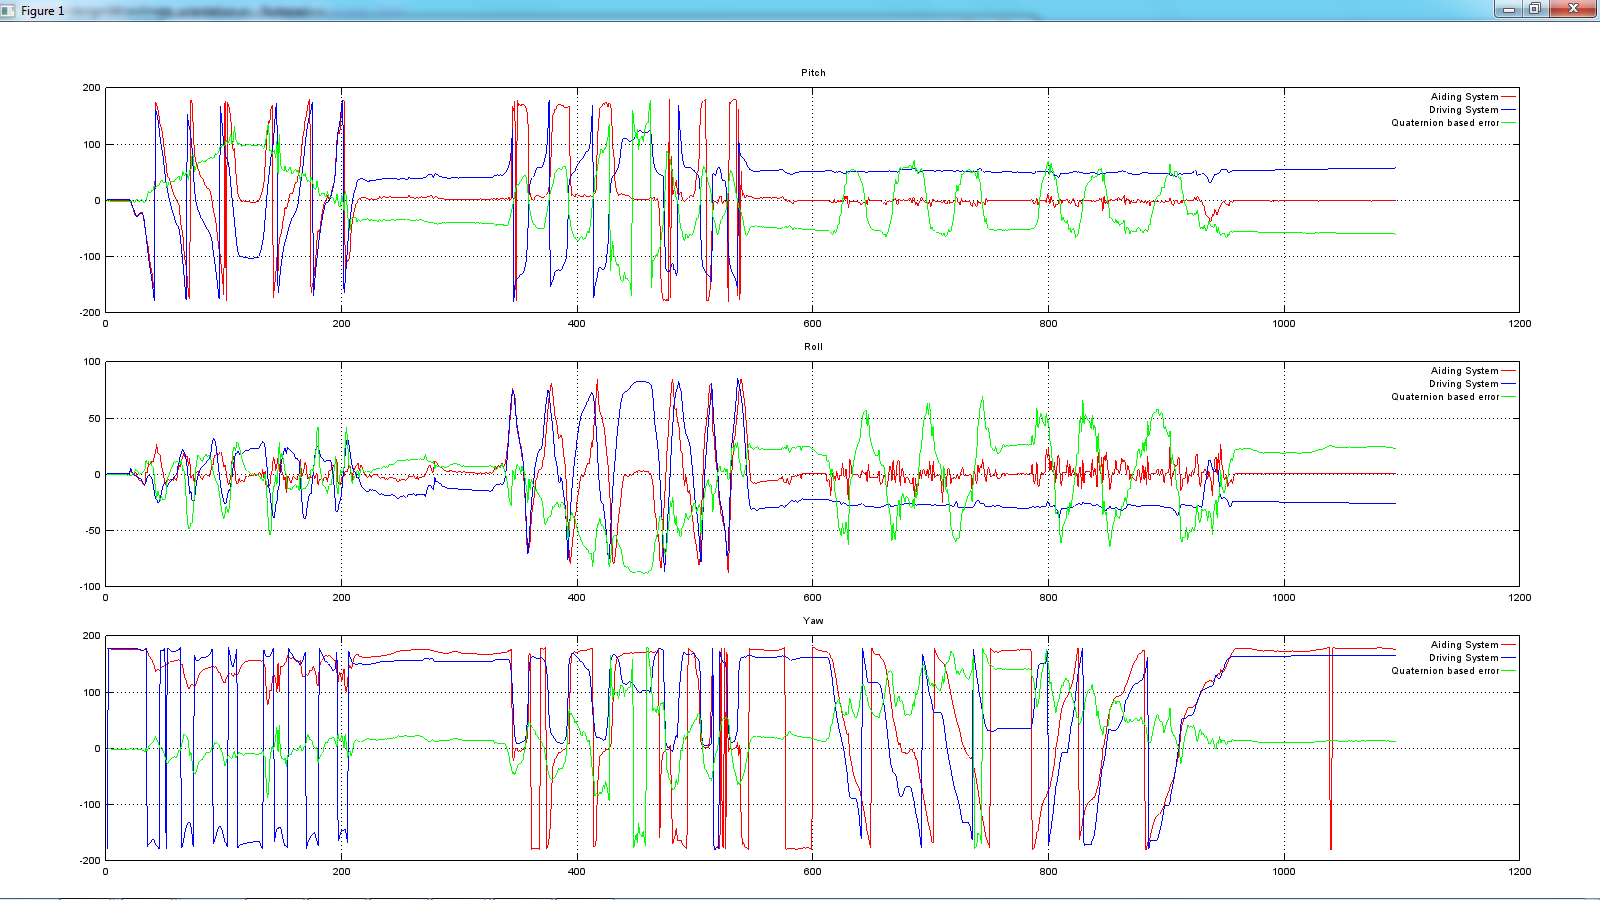 Figure 1
Pitch
200
100
0
-100
-200
0 200 400 600 800 1000 1200
Aiding System
Driving System
Quaternion based error
Roll
100
50
0
-50
-100
0 200 400 600 800 1000 1200
Aiding System
Driving System
Quaternion based error
Yaw
200
100
0
-100
-200
0 200 400 600 800 1000 1200
Aiding System
Driving System
Quaternion based error